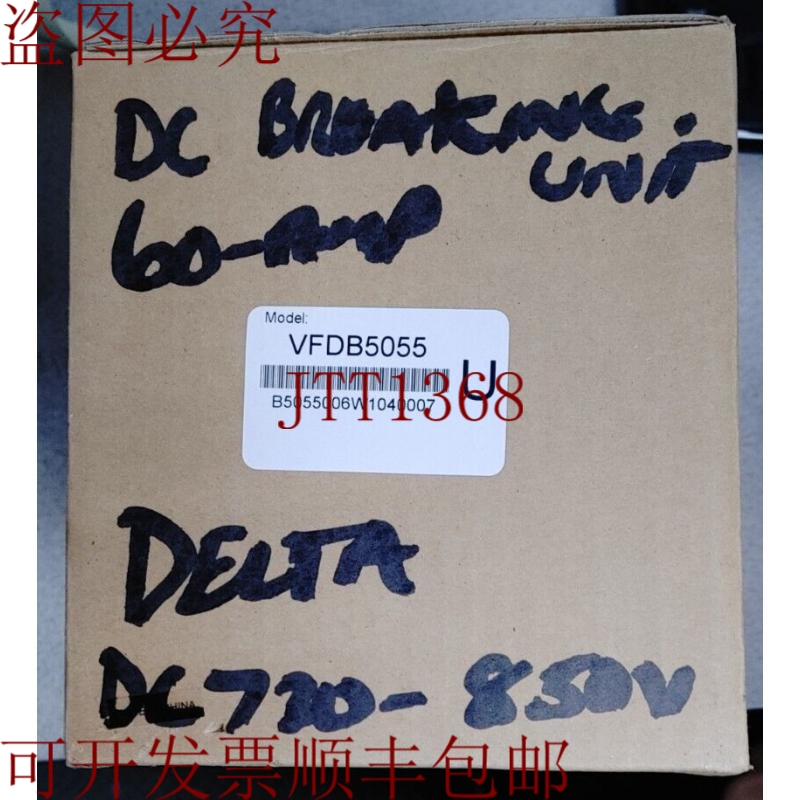 盗图必究
DC BREAKING.
UNIT
60-AMP
Model:
VFDB5055
U
JTT1368
B5055006W1040007
DELTA
DC 730-850V
CHINA
可开发票顺丰包邮